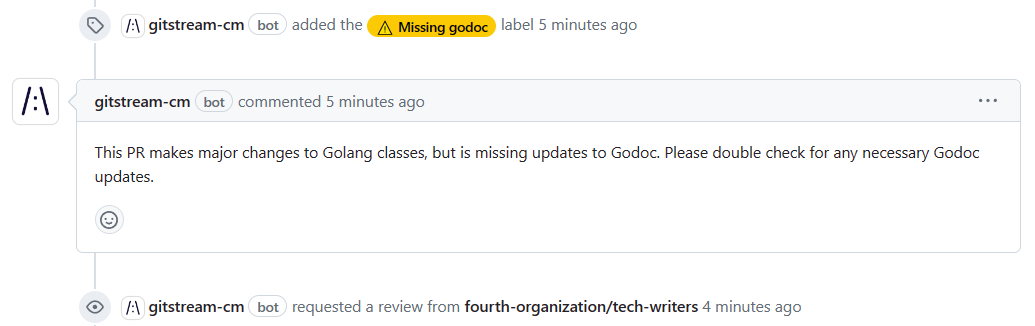 /:\ gitstream-cm bot added the ⚠ Missing godoc label 5 minutes ago
/:\
gitstream-cm bot commented 5 minutes ago ...
This PR makes major changes to Golang classes, but is missing updates to Godoc. Please double check for any necessary Godoc
updates.
/:\ gitstream-cm bot requested a review from fourth-organization/tech-writers 4 minutes ago